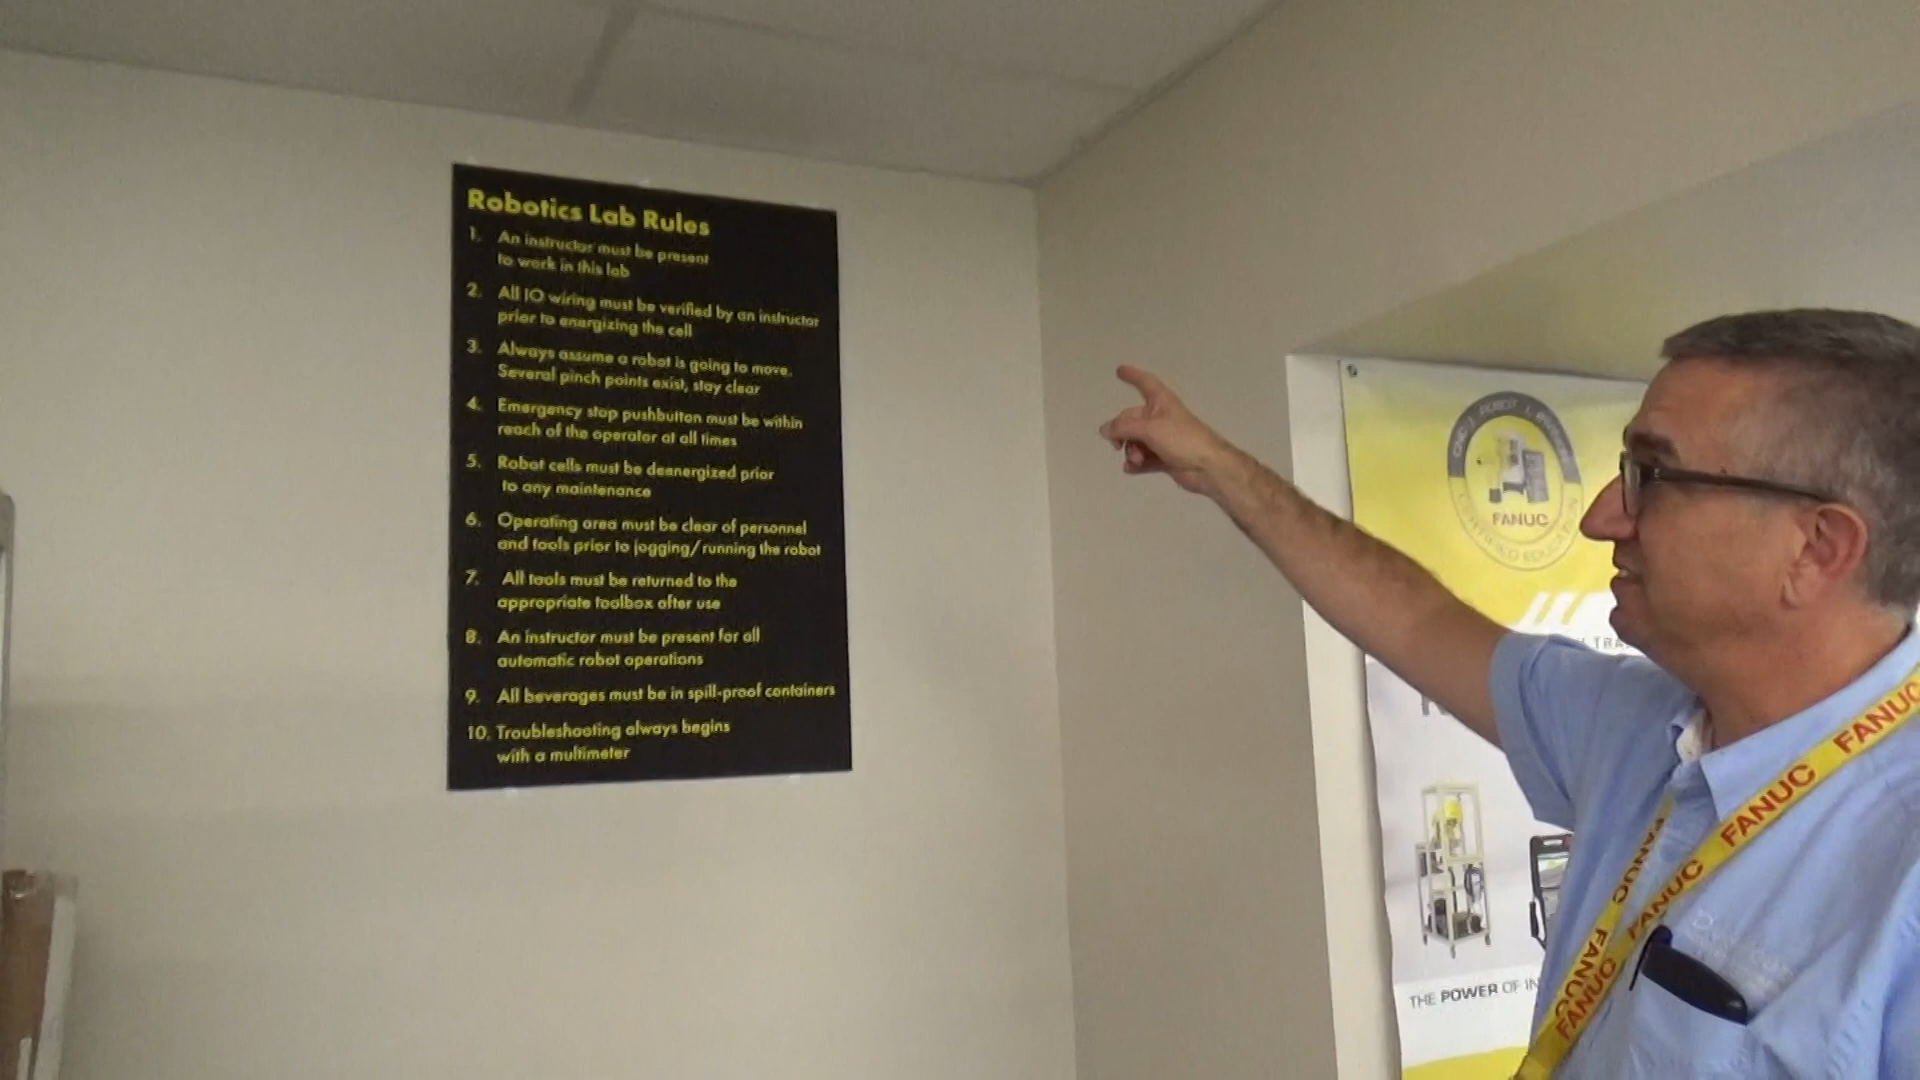 Robotics Lab Rules
1. An instructor must be present
to work in this lab
2. All IO wiring must be verified by an instructor
prior to energizing the cell
3. Always assume a robot is going to move.
Several pinch points exist, stay clear
4. Emergency stop pushbutton must be within
reach of the operator at all times
5. Robot cells must be deenergized prior
to any maintenance
6. Operating area must be clear of personnel
and tools prior to jogging/running the robot
7. All tools must be returned to the
appropriate toolbox after use
8. An instructor must be present for all
automatic robot operations
9. All beverages must be in spill-proof containers
10. Troubleshooting always begins
with a multimeter
FANUC
CERTIFIED EDUCATION
THE POWER OF
FANUC
FANUC
FANUC
FANUC
FANUC
FANUC